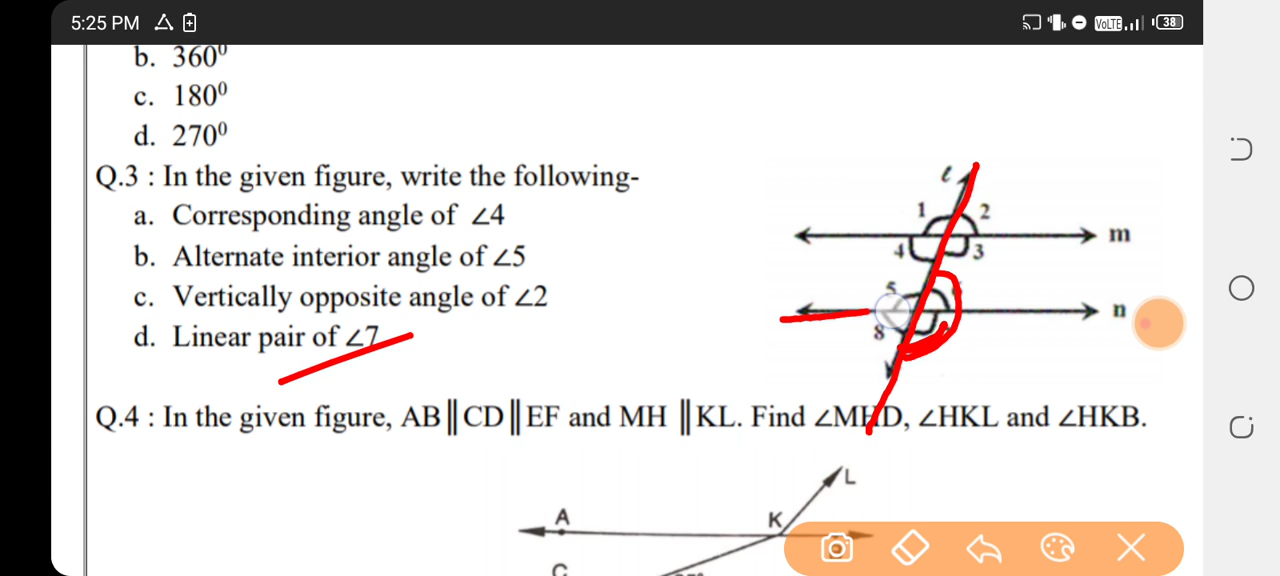 5:25 PM
VoLTE 38
b. 360⁰
c. 180⁰
d. 270⁰
Q.3 : In the given figure, write the following-
a. Corresponding angle of ∠4
b. Alternate interior angle of ∠5
c. Vertically opposite angle of ∠2
d. Linear pair of ∠7
ℓ
1 2
m
4 3
5
n
8
Q.4 : In the given figure, AB∥CD∥EF and MH ∥KL. Find ∠MHD, ∠HKL and ∠HKB.
L
A
K
C